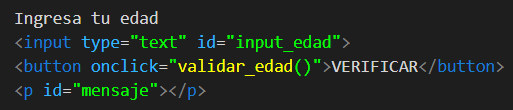 Ingresa tu edad
<input type="text" id="input_edad">
<button onclick="validar_edad()">VERIFICAR</button>
<p id="mensaje"></p>